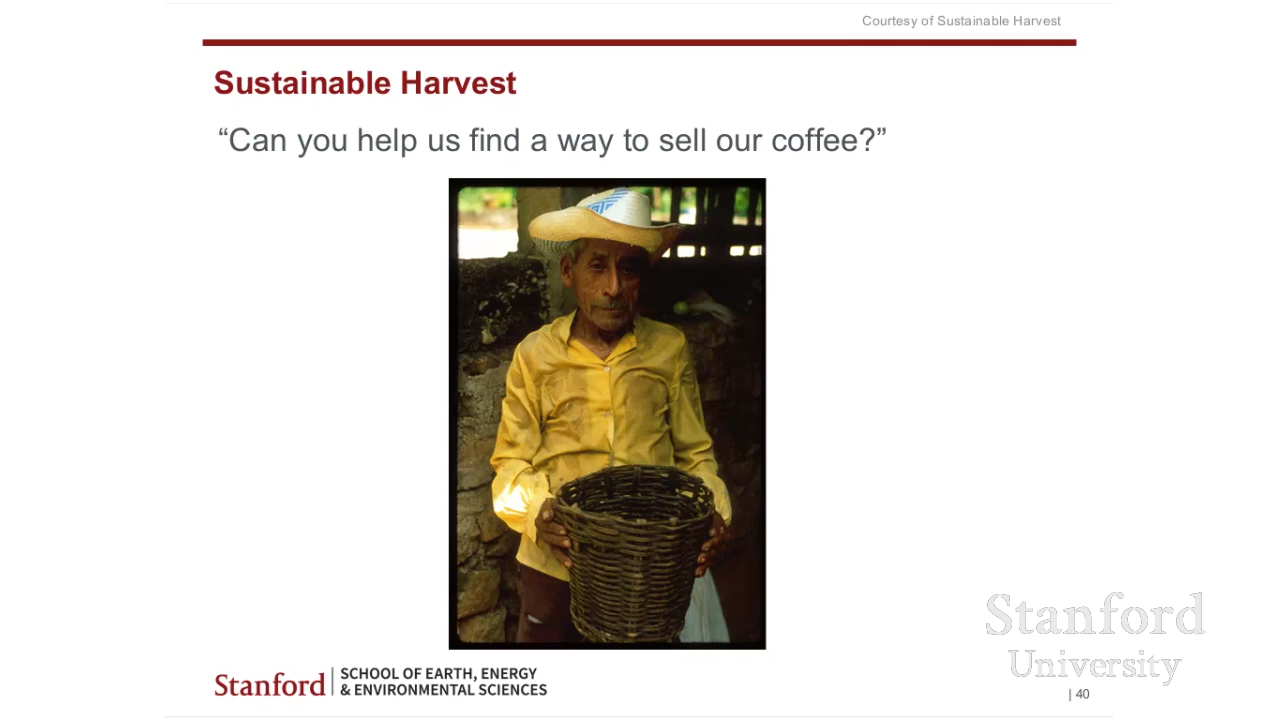 Courtesy of Sustainable Harvest
Sustainable Harvest
“Can you help us find a way to sell our coffee?”
Stanford
University
Stanford
SCHOOL OF EARTH, ENERGY
& ENVIRONMENTAL SCIENCES
| 40